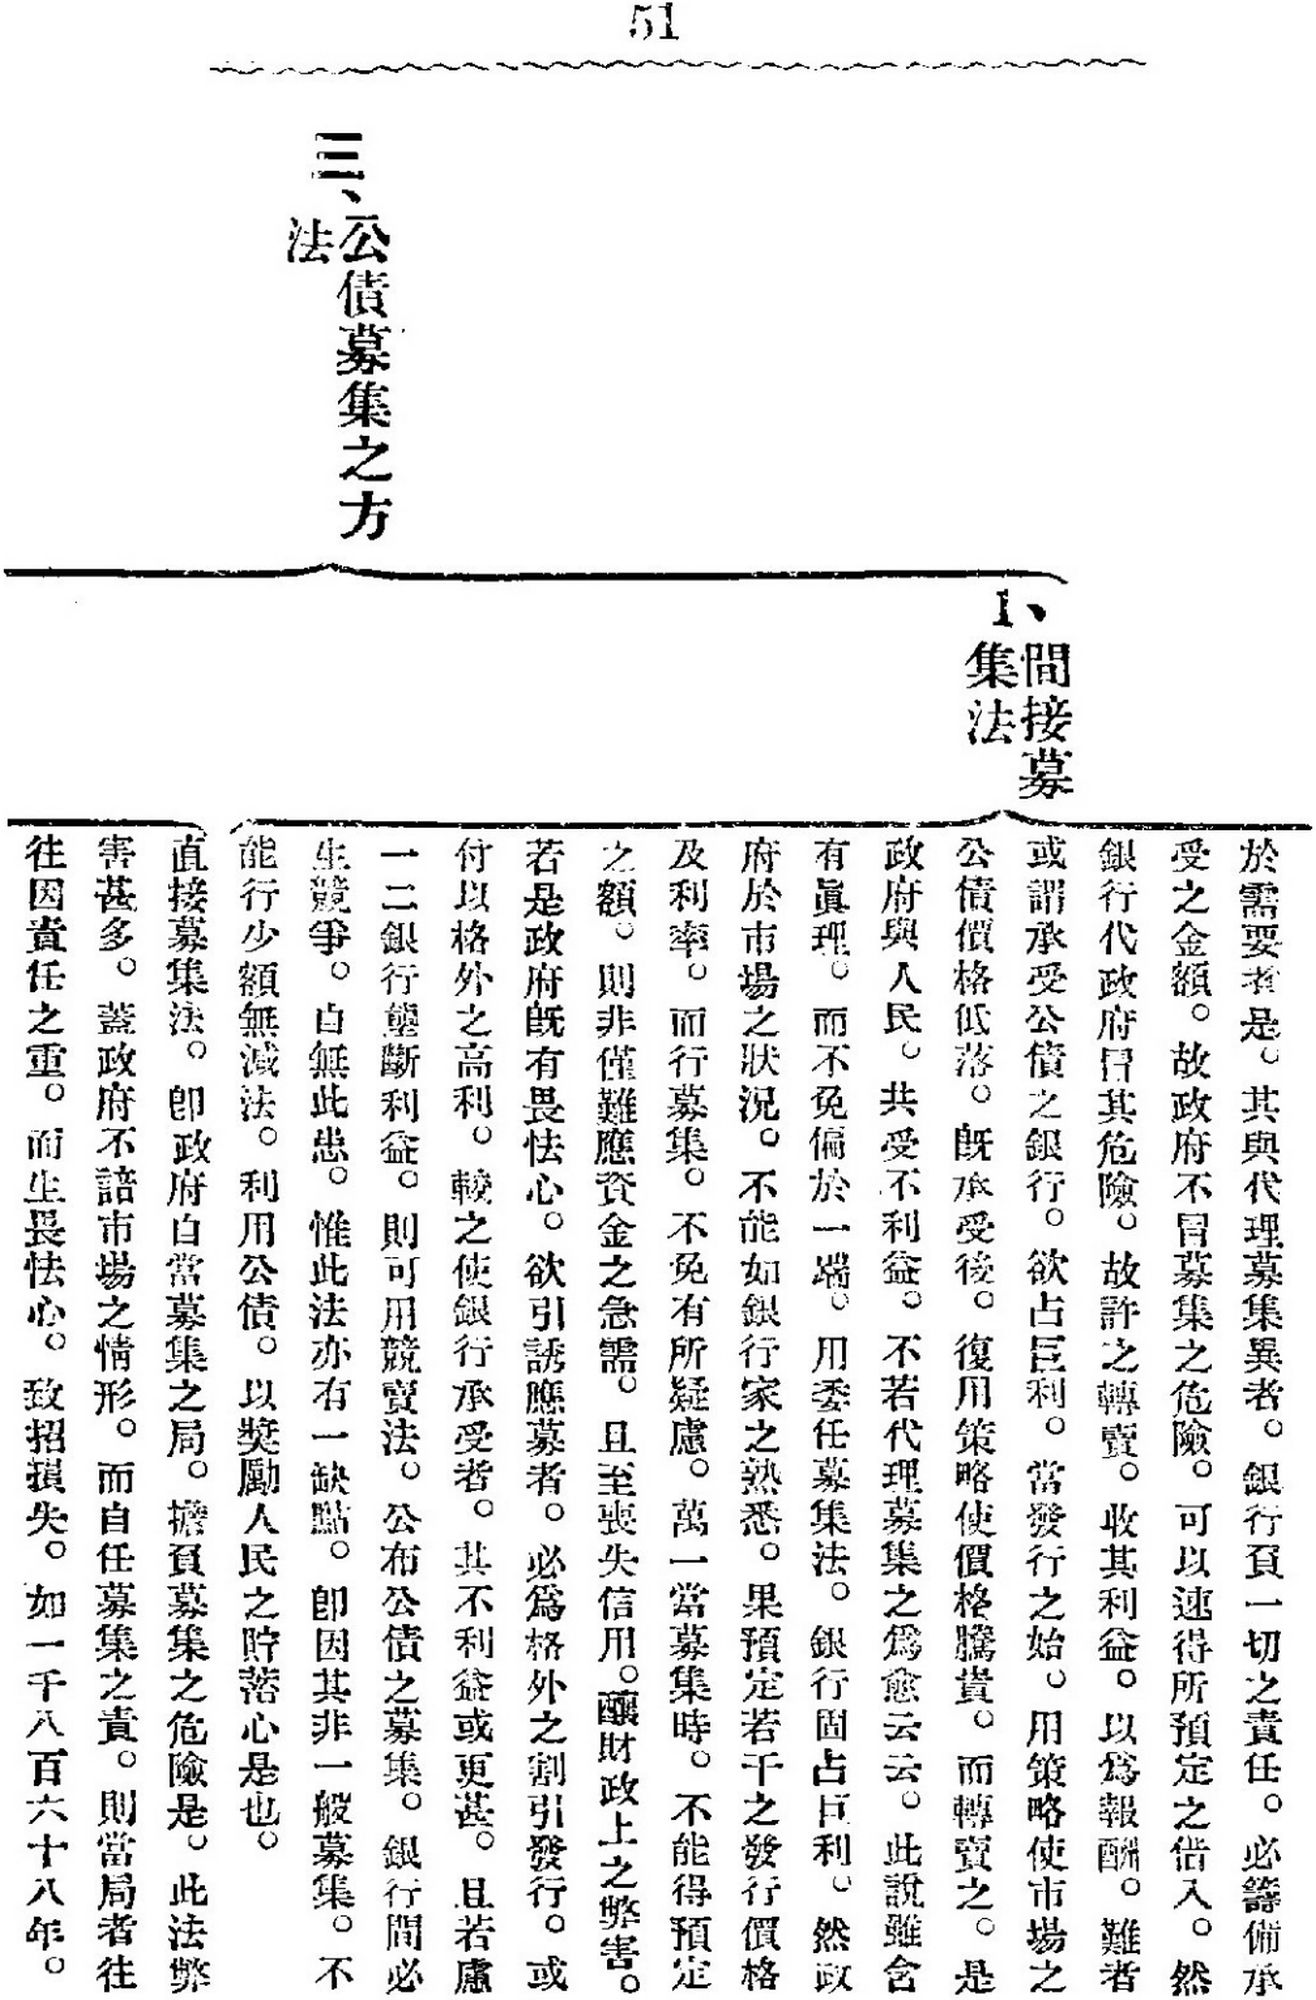 51
三、公債募集之方
法
1、間接募
集法
於需要者是。其與代理募集異者。銀行負一切之責任。必籌備承
受之金額。故政府不冒募集之危險。可以速得所預定之借入。然
銀行代政府冒其危險。故許之轉賣。收其利益。以爲報酬。難者
或謂承受公債之銀行。欲占巨利。當發行之始。用策略使市場之
公債價格低落。旣承受後。復用策略使價格騰貴。而轉賣之。是
政府與人民。共受不利益。不若代理募集之爲愈云云。此說雖含
有眞理。而不免偏於一端。用委任募集法。銀行固占巨利。然政
府於市場之狀況。不能如銀行家之熟悉。果預定若干之發行價格
及利率。而行募集。不免有所疑慮。萬一當募集時。不能得預定
之額。則非僅難應資金之急需。且至喪失信用。釀財政上之弊害。
若是政府旣有畏怯心。欲引誘應募者。必爲格外之割引發行。或
付以格外之高利。較之使銀行承受者。其不利益或更甚。且若慮
一二銀行壟斷利益。則可用競賣法。公布公債之募集。銀行間必
生競爭。自無此患。惟此法亦有一缺點。卽因其非一般募集。不
能行少額無減法。利用公債。以獎勵人民之貯蓄心是也。
直接募集法。卽政府自當募集之局。擔負募集之危險是。此法弊
害甚多。蓋政府不諳市場之情形。而自任募集之責。則當局者往
往因責任之重。而生畏怯心。致招損失。如一千八百六十八年。